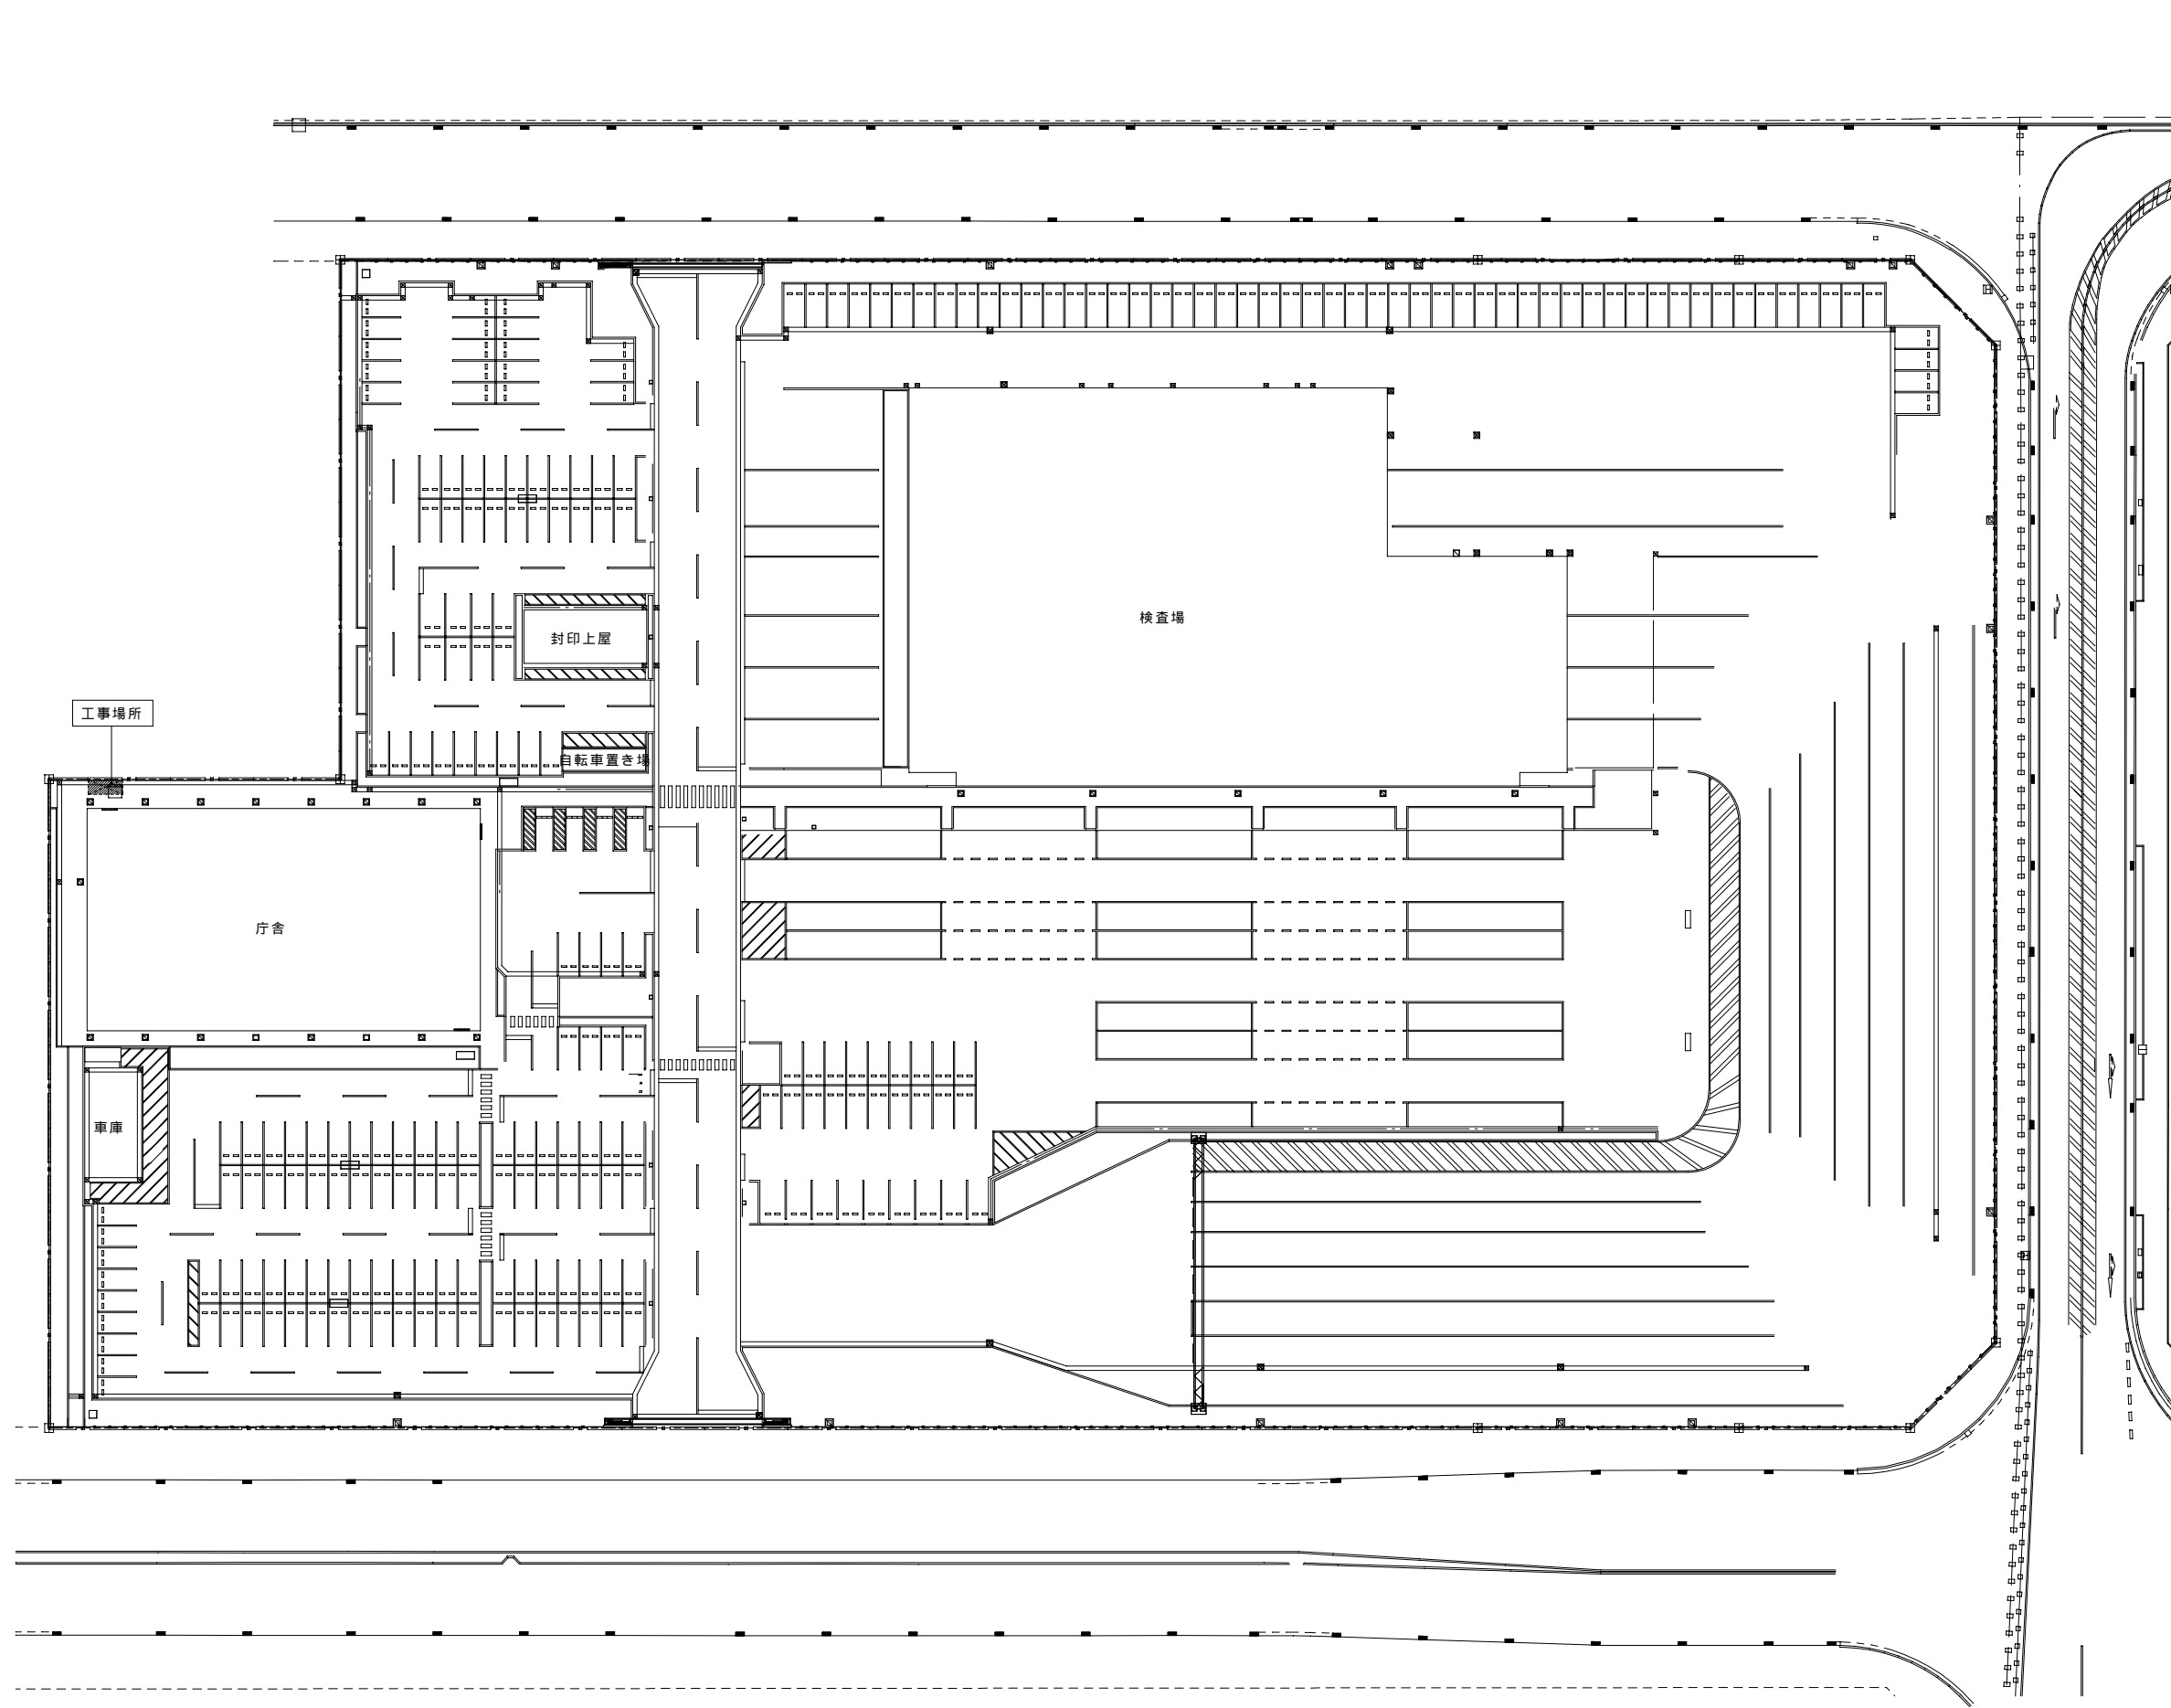 検査場
封印上屋
工事場所
自転車置き場
庁舎
車庫